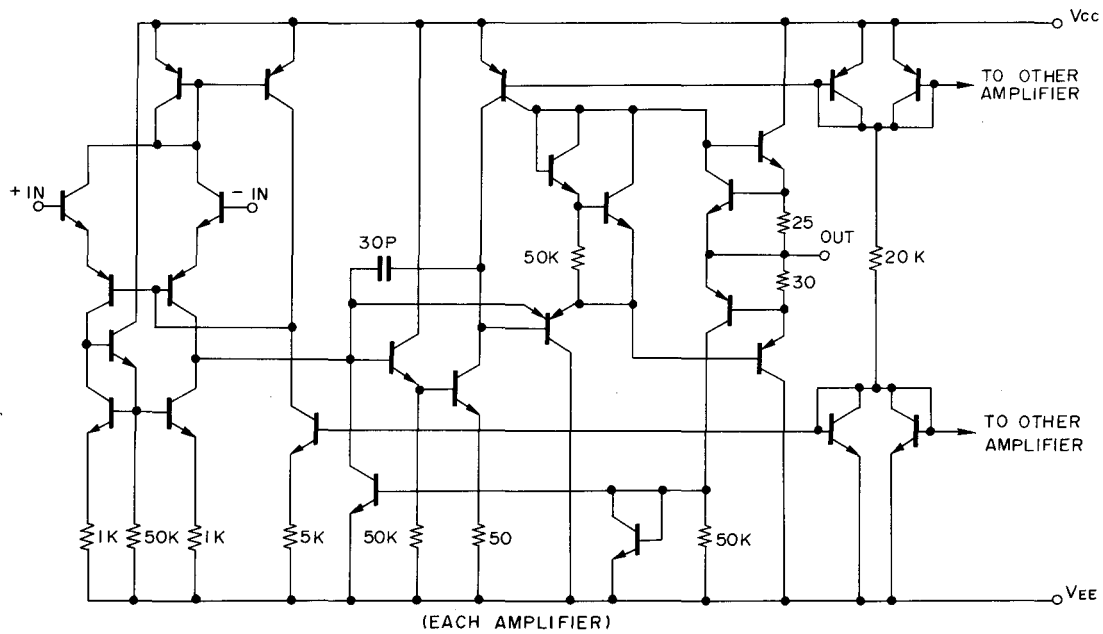 Vcc
TO OTHER
AMPLIFIER
+ IN
- IN
30P
50K
25
OUT
30
20 K
TO OTHER
AMPLIFIER
1K
50K
1K
5K
50K
50
50K
VEE
(EACH AMPLIFIER)